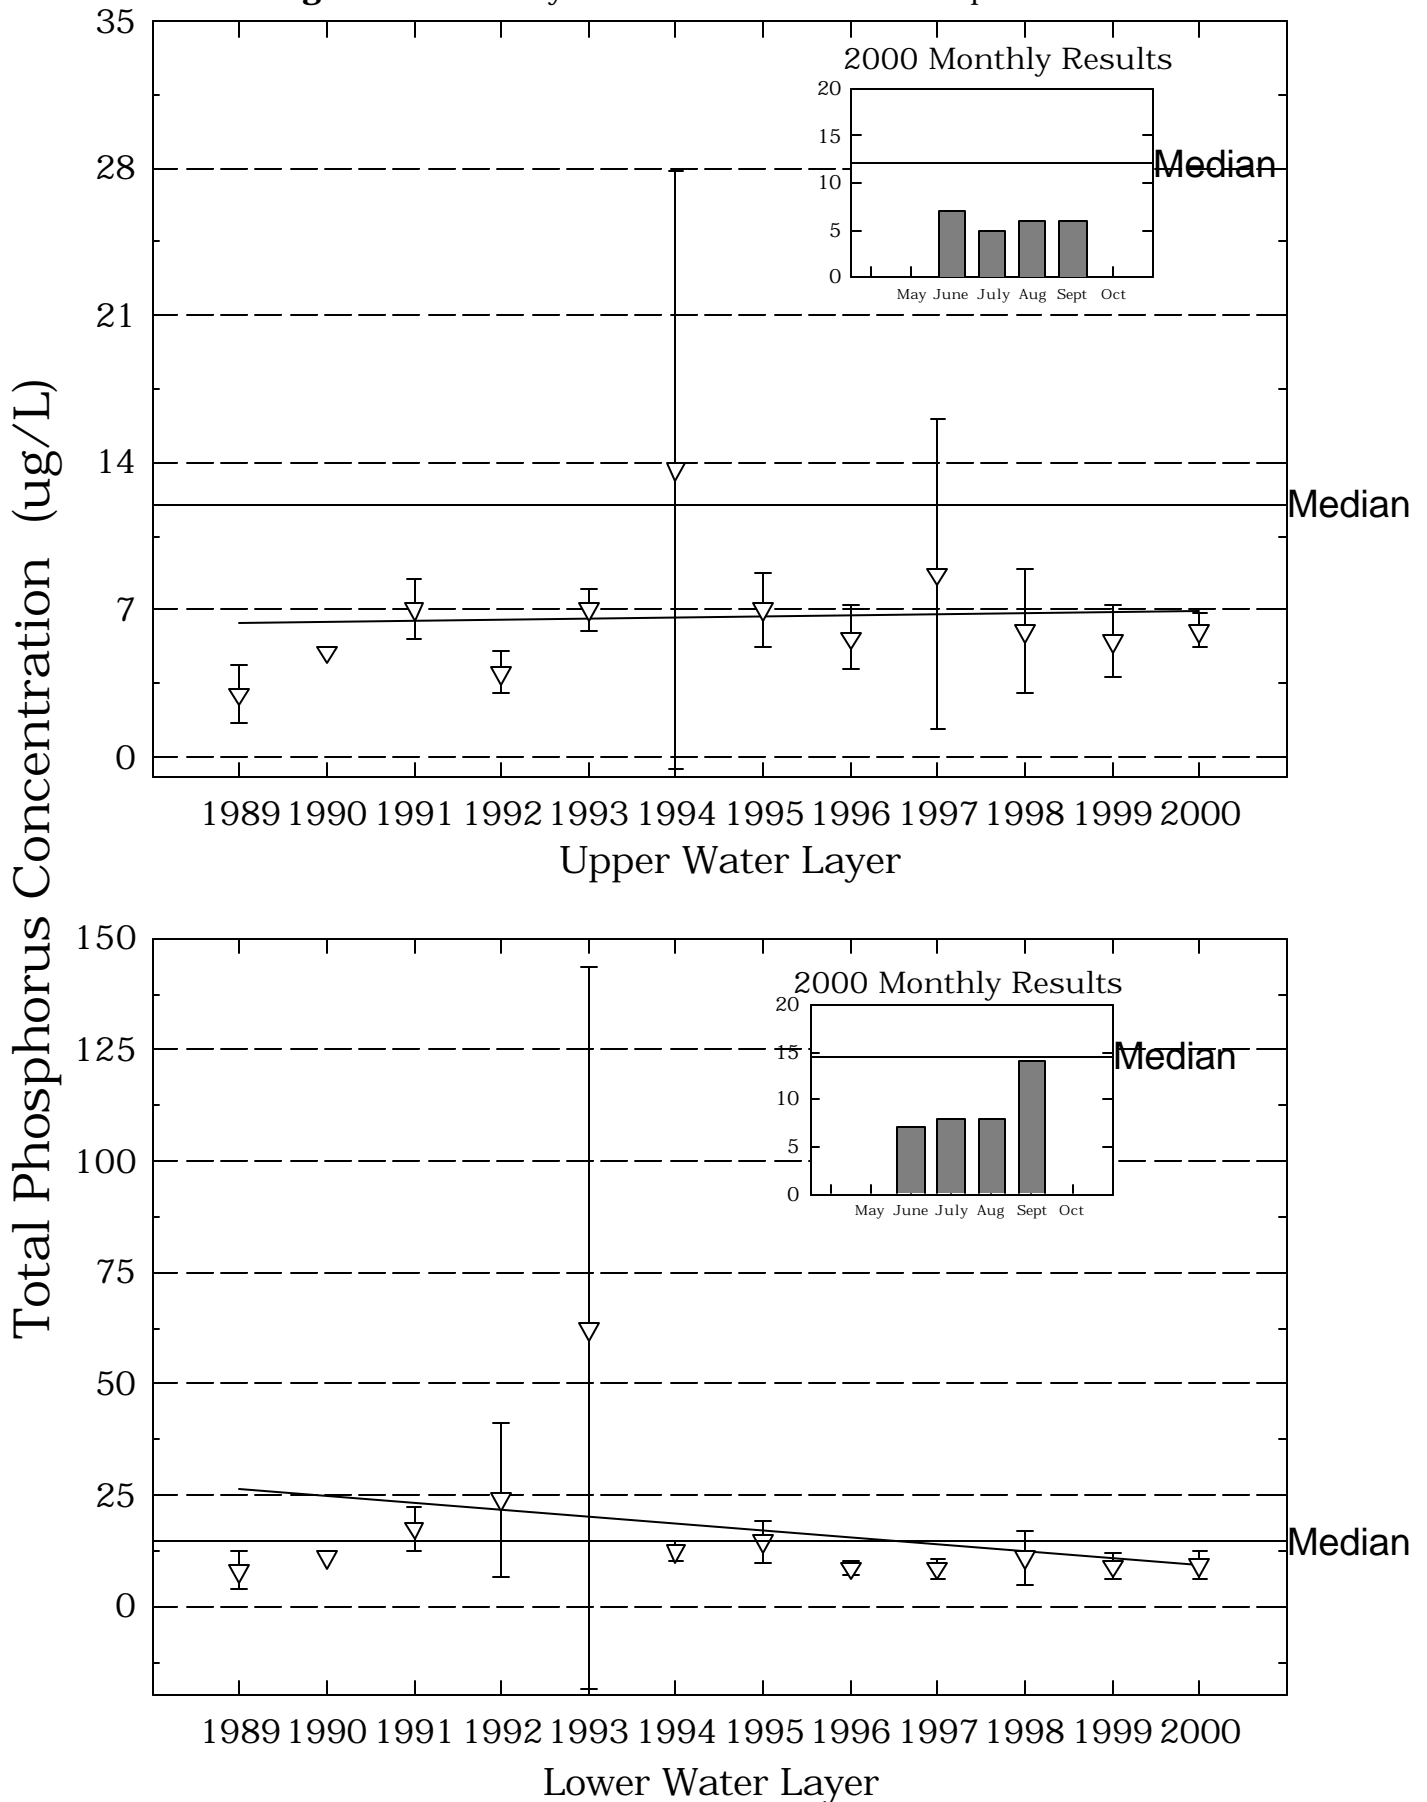 35
2000 Monthly Results
20
15
Median
28
10
5
0
May June July Aug Sept Oct
21
14
Median
7
0
1989 1990 1991 1992 1993 1994 1995 1996 1997 1998 1999 2000
Upper Water Layer
Total Phosphorus Concentration (ug/L)
150
2000 Monthly Results
20
125
15
Median
10
100
5
0
May June July Aug Sept Oct
75
50
25
Median
0
1989 1990 1991 1992 1993 1994 1995 1996 1997 1998 1999 2000
Lower Water Layer